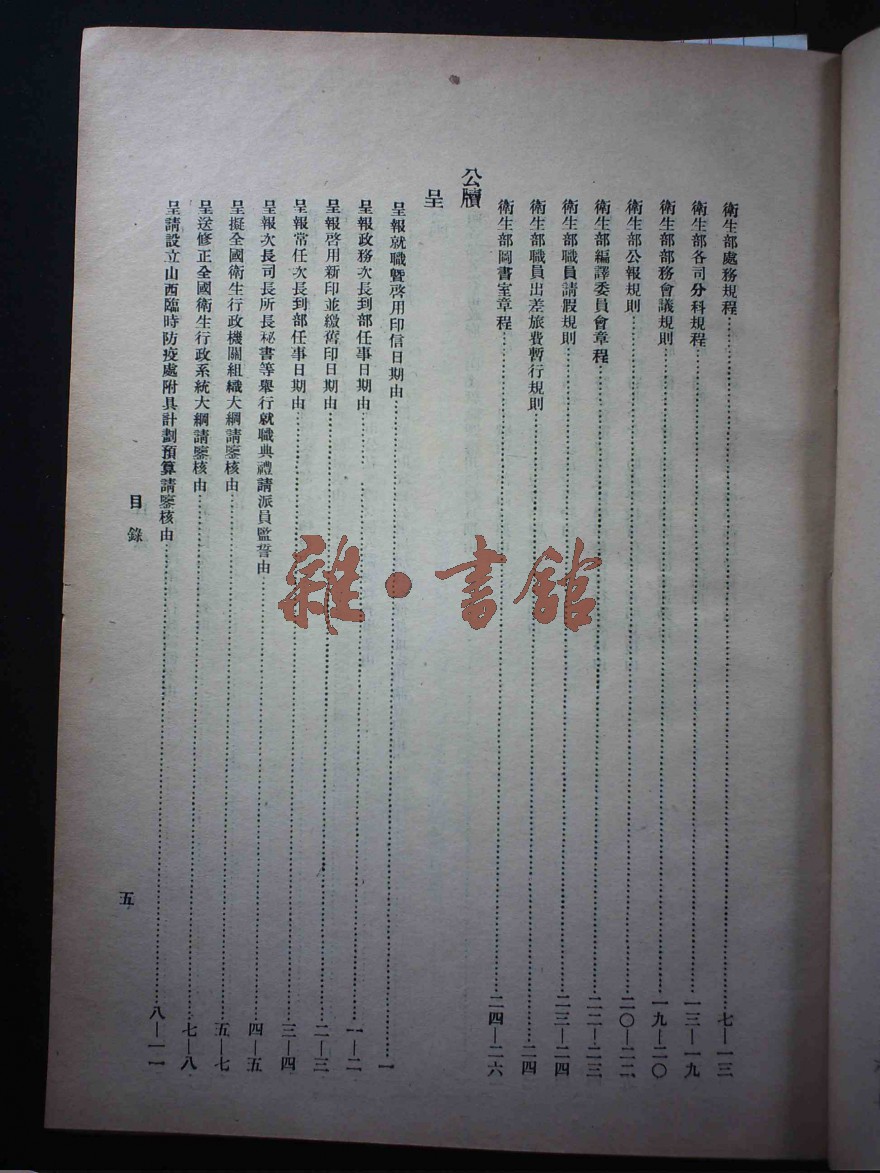 衛生部處務規程……七—一三
衛生部各司分科規程……一三—一九
衛生部部務會議規則……一九—二〇
衛生部公報規則……二〇—二二
衛生部編譯委員會章程……二二—二三
衛生部職員請假規則……二三—二四
衛生部職員出差旅費暫行規則……二四
衛生部圖書室章程……二四—二六
公牘
呈
呈報就職暨啓用印信日期由……一
呈報政務次長到部任事日期由……一—二
呈報啓用新印並繳舊印日期由……二—三
呈報常任次長到部任事日期由……三—四
呈報次長司長所長祕書等舉行就職典禮請派員監誓由……四—五
呈擬全國衛生行政機關組織大綱請鑒核由……五—七
呈送修正全國衛生行政系統大綱請鑒核由……七—八
呈請設立山西臨時防疫處附具計劃預算請鑒核由……八—一一
目錄
五
雜·書館